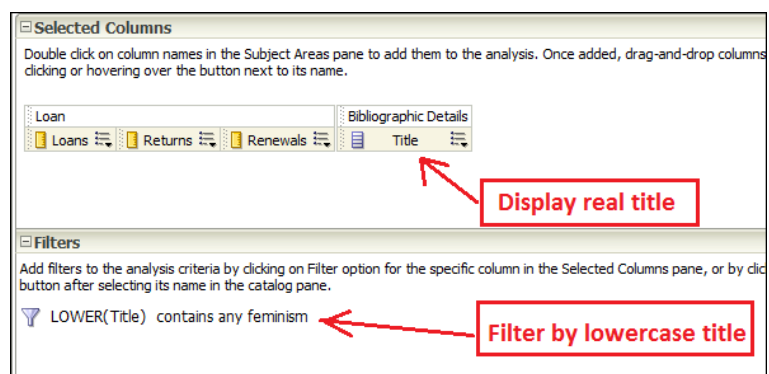 Selected Columns
Double click on column names in the Subject Areas pane to add them to the analysis. Once added, drag-and-drop columns
clicking or hovering over the button next to its name.
Loan
Bibliographic Details
Loans Returns Renewals Title
Display real title
Filters
Add filters to the analysis criteria by clicking on Filter option for the specific column in the Selected Columns pane, or by clic
button after selecting its name in the catalog pane.
LOWER(Title) contains any feminism
Filter by lowercase title